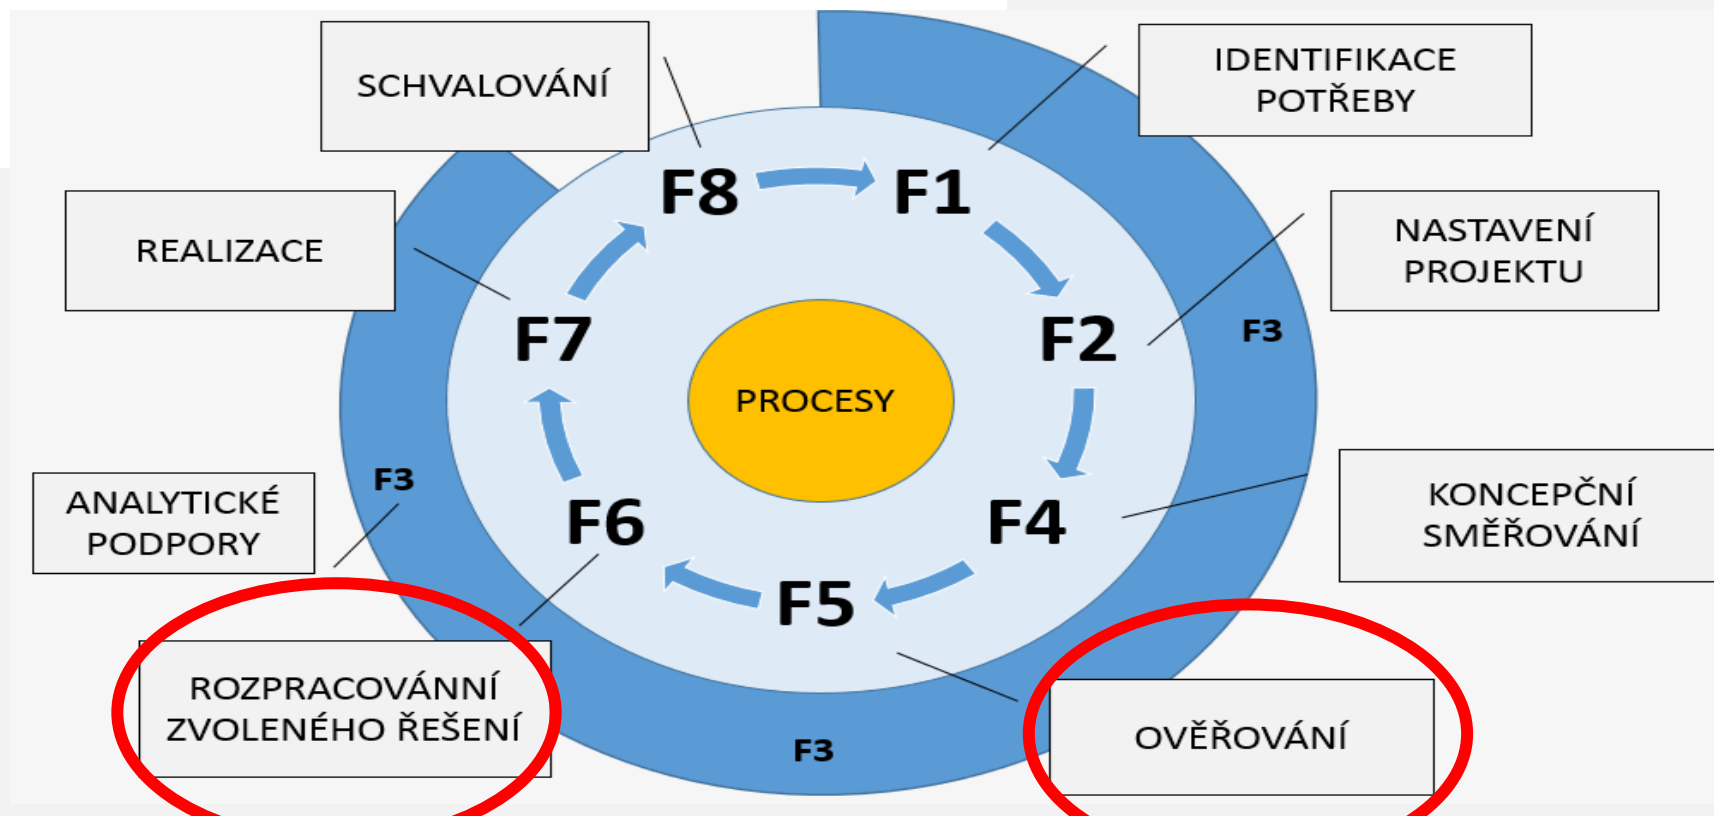 SCHVALOVÁNÍ
IDENTIFIKACE
POTŘEBY
F8
F1
REALIZACE
NASTAVENÍ
PROJEKTU
F7
F2
F3
PROCESY
F3
ANALYTICKÉ
PODPORY
F6
F4
KONCEPČNÍ
SMĚŘOVÁNÍ
F5
ROZPRACOVÁNNÍ
ZVOLENÉHO ŘEŠENÍ
F3
OVĚŘOVÁNÍ